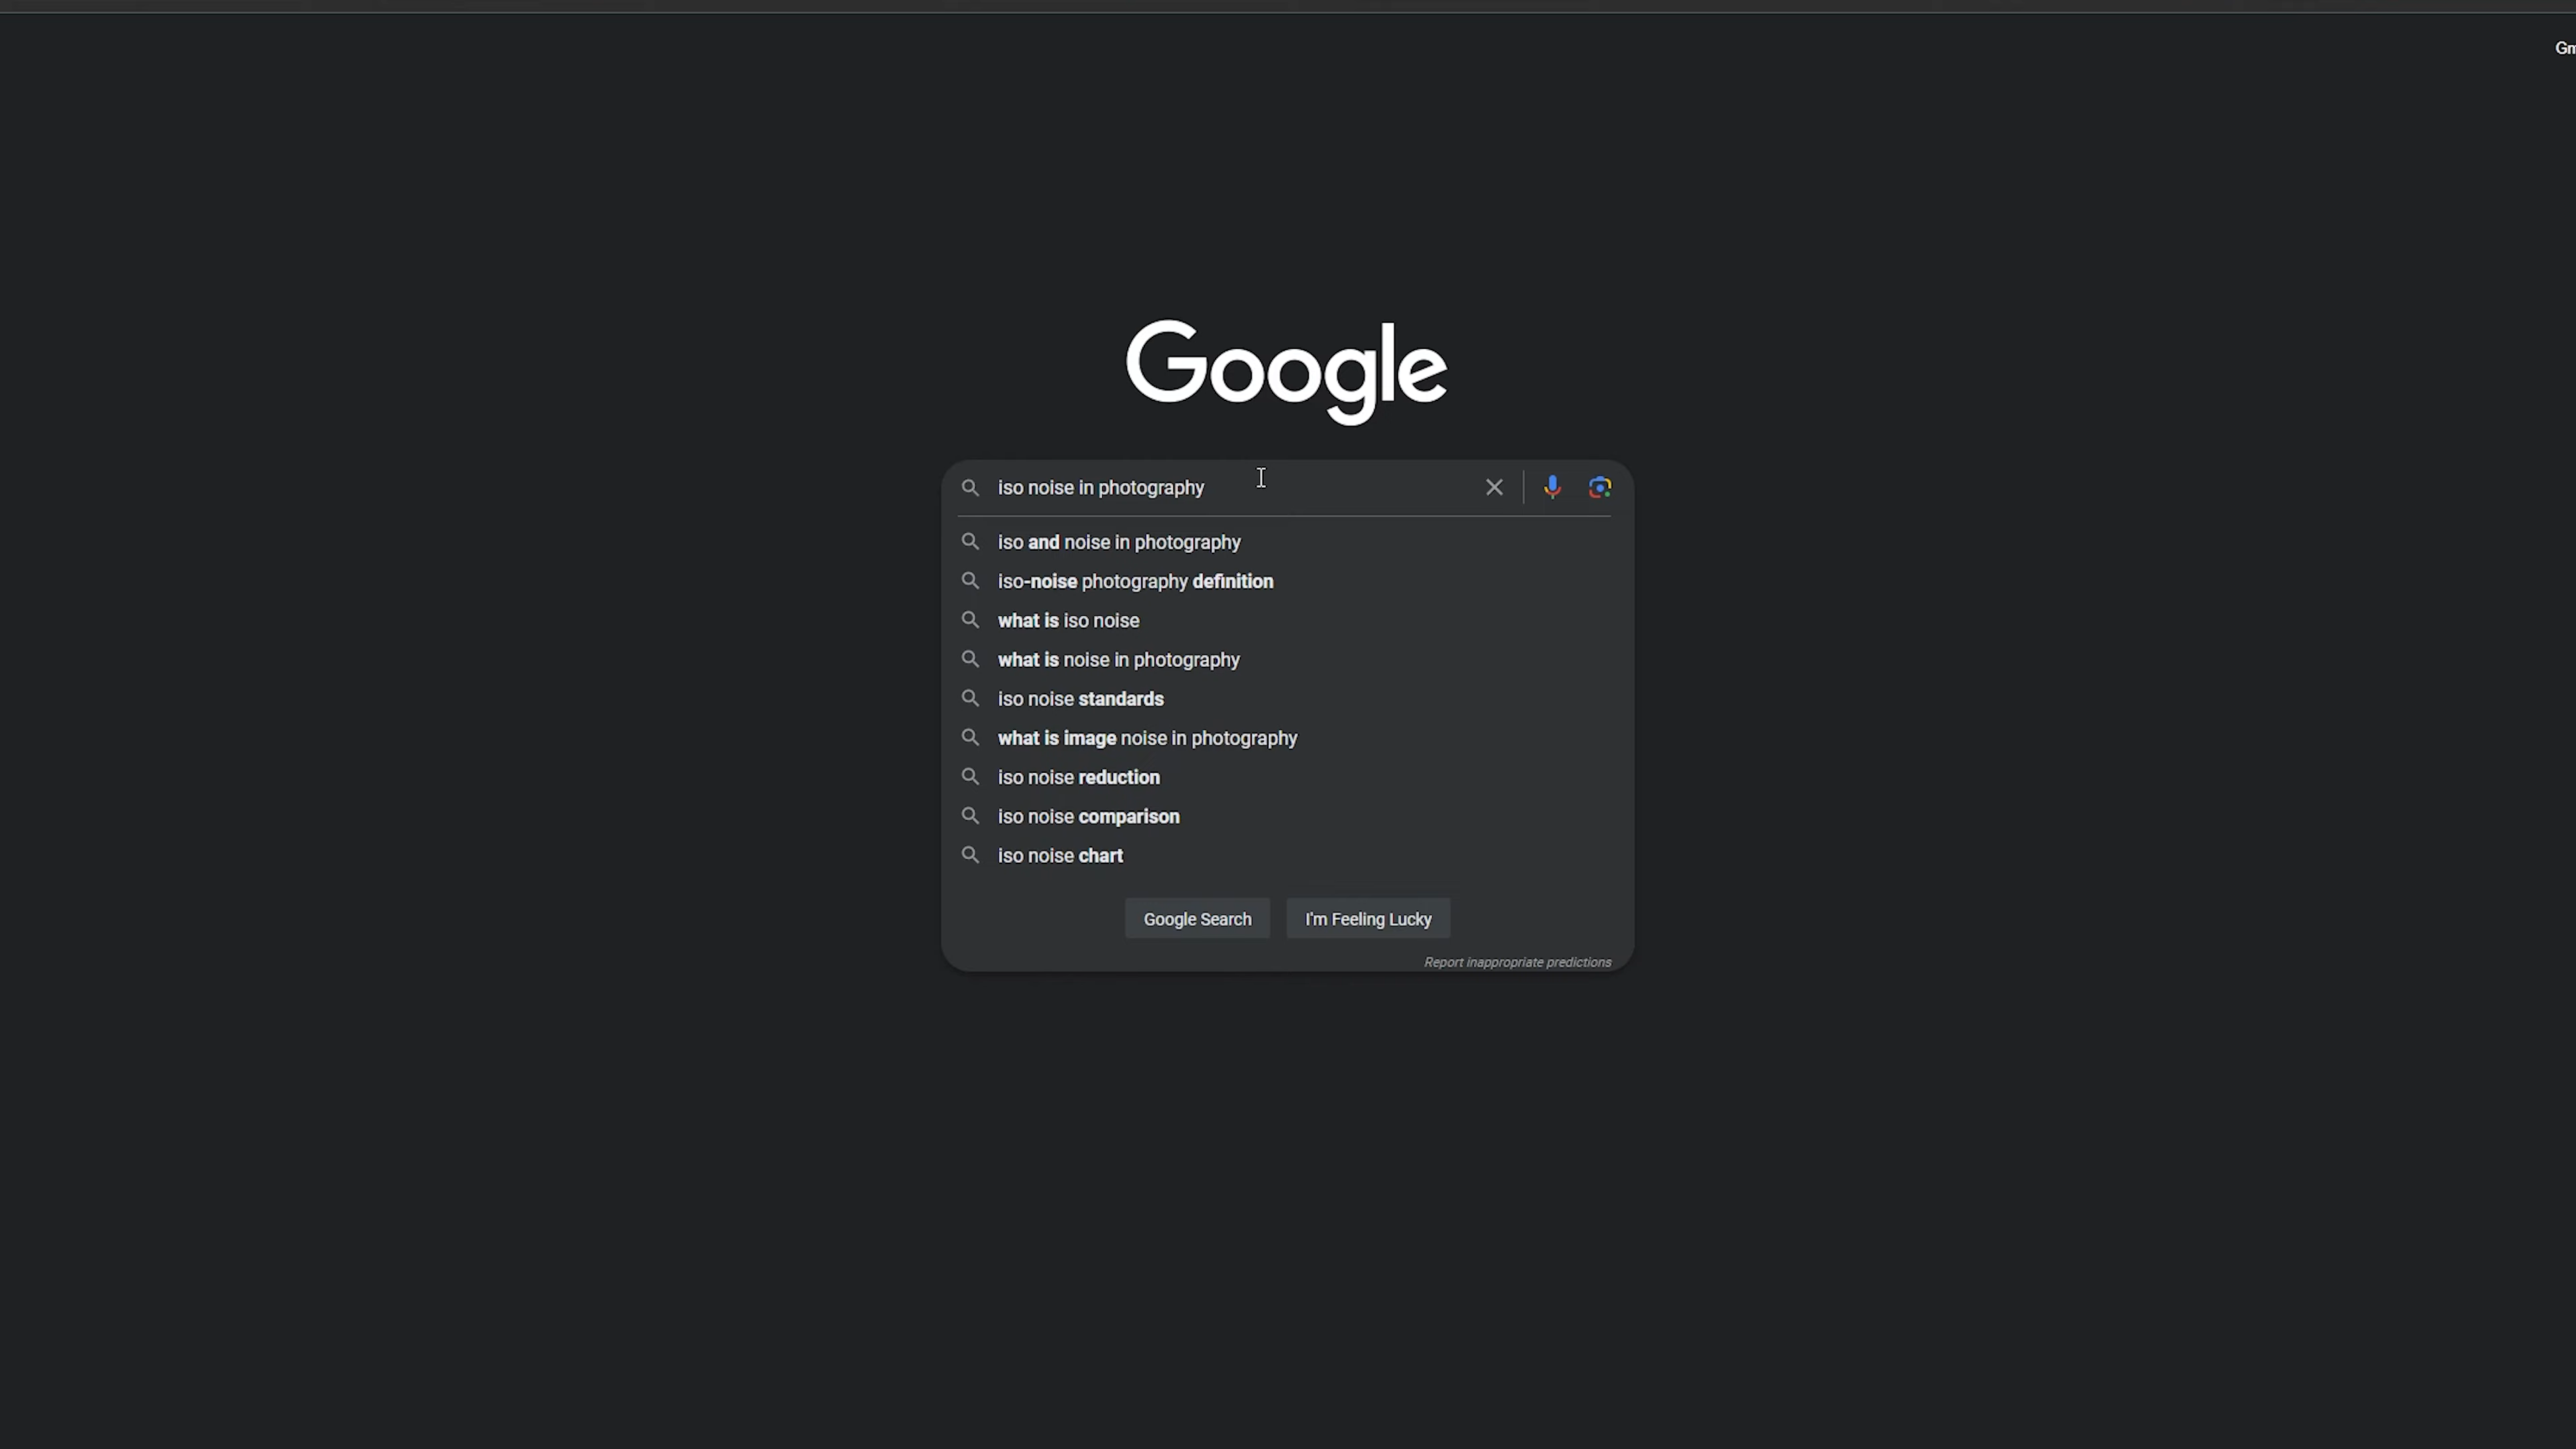 Gm
Google
iso noise in photography
iso and noise in photography
iso-noise photography definition
what is iso noise
what is noise in photography
iso noise standards
what is image noise in photography
iso noise reduction
iso noise comparison
iso noise chart
Google Search
I'm Feeling Lucky
Report inappropriate predictions